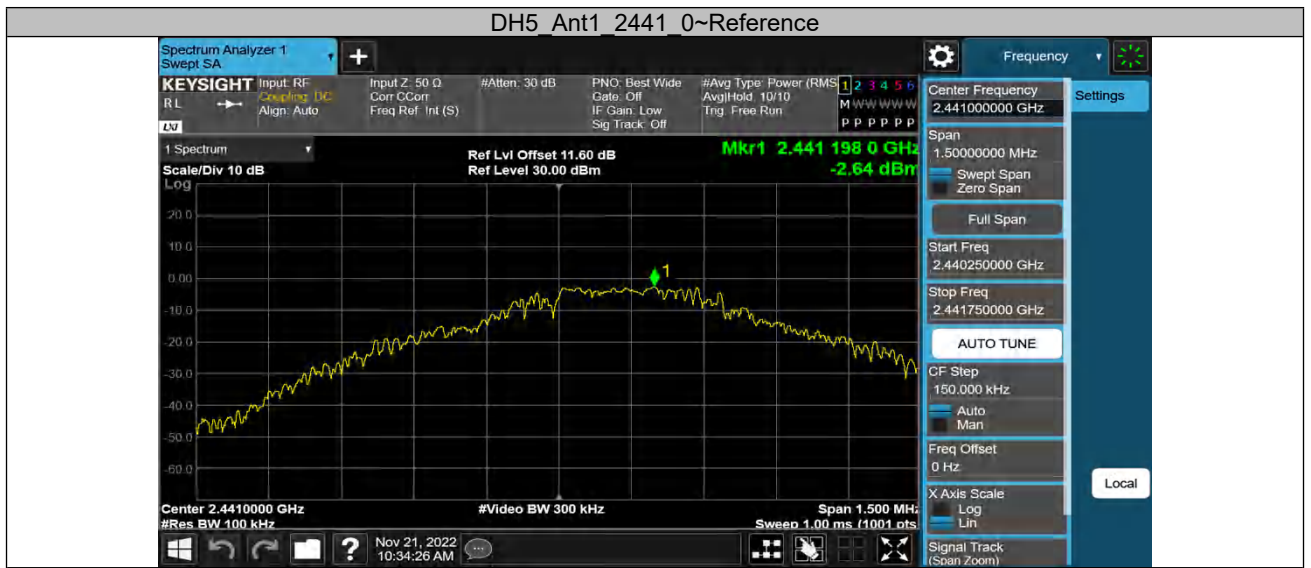 DH5_Ant1_2441_0~Reference
Spectrum Analyzer 1
Swept SA
+
Frequency
KEYSIGHT
RL
LXI
Input: RF
Coupling: DC
Align: Auto
Input Z: 50 Ω
Corr CCorr
Freq Ref: Int (S)
#Atten: 30 dB
PNO: Best Wide
Gate: Off
IF Gain: Low
Sig Track: Off
#Avg Type: Power (RMS
Avg|Hold: 10/10
Trig: Free Run
1 2 3 4 5 6
M W W W W W
P P P P P P
1 Spectrum
Scale/Div 10 dB
Ref Lvl Offset 11.60 dB
Ref Level 30.00 dBm
Mkr1 2.441 198 0 GHz
-2.64 dBm
Log
20.0
10.0
0.00
-10.0
-20.0
-30.0
-40.0
-50.0
-60.0
1
Center 2.4410000 GHz
#Res BW 100 kHz
#Video BW 300 kHz
Span 1.500 MHz
Sweep 1.00 ms (1001 pts
?
Nov 21, 2022
10:34:26 AM
Center Frequency
2.441000000 GHz
Span
1.50000000 MHz
Swept Span
Zero Span
Full Span
Start Freq
2.440250000 GHz
Stop Freq
2.441750000 GHz
AUTO TUNE
CF Step
150.000 kHz
Auto
Man
Freq Offset
0 Hz
X Axis Scale
Log
Lin
Signal Track
(Span Zoom)
Settings
Local